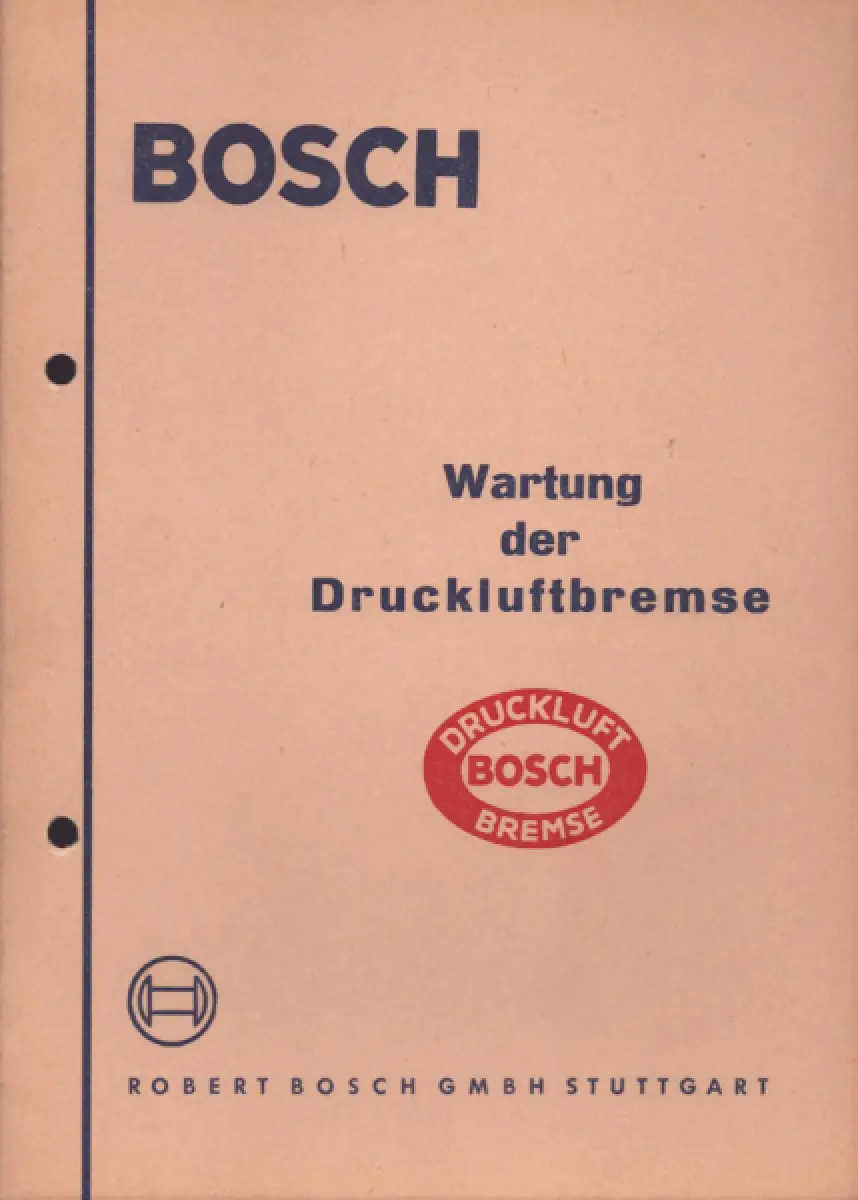 BOSCH
Wartung
der
Druckluftbremse
DRUCKLUFT
BOSCH
BREMSE
ROBERT BOSCH GMBH STUTTGART